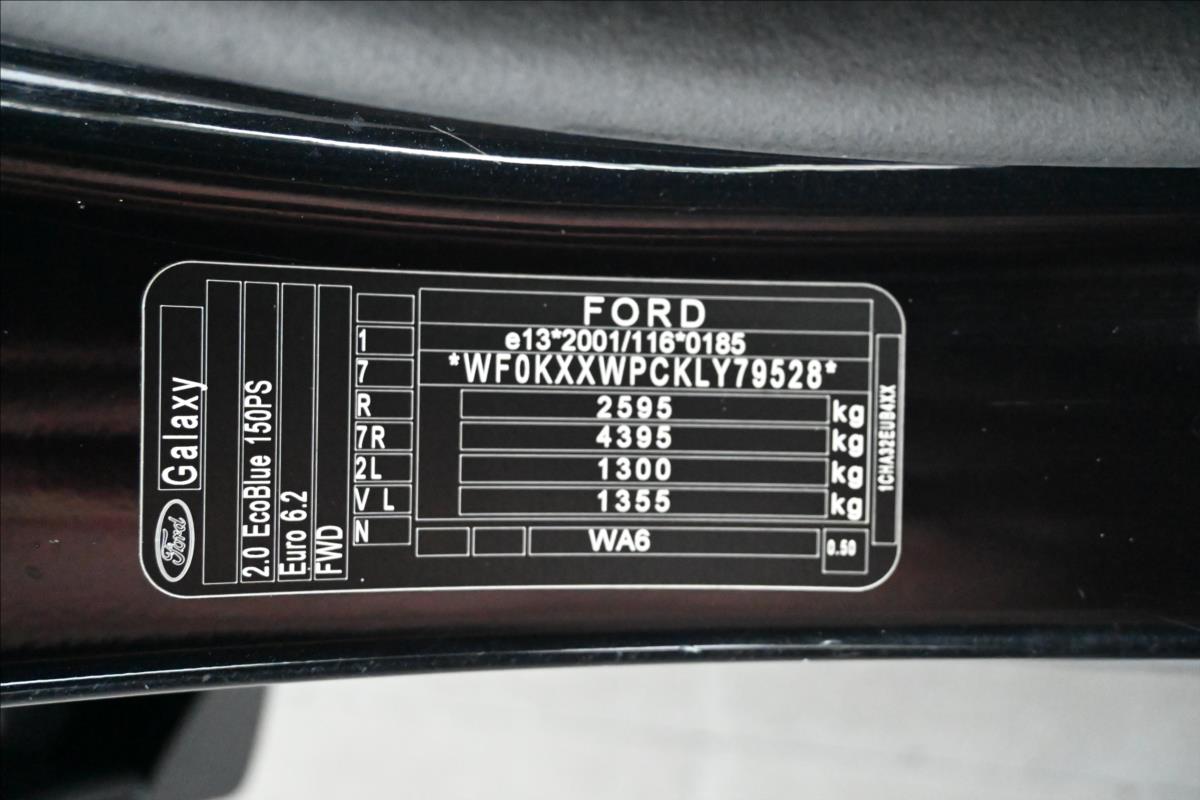 FORD
e13*2001/116*0185
*WF0KXXWPCKLY79528*
2595 kg
4395 kg
1300 kg
1355 kg
WA6
0.50
1
7
R
7R
2L
V L
N
Ford
Galaxy
2.0 EcoBlue 150PS
Euro 6.2
FWD
1CHA32EUB4XX